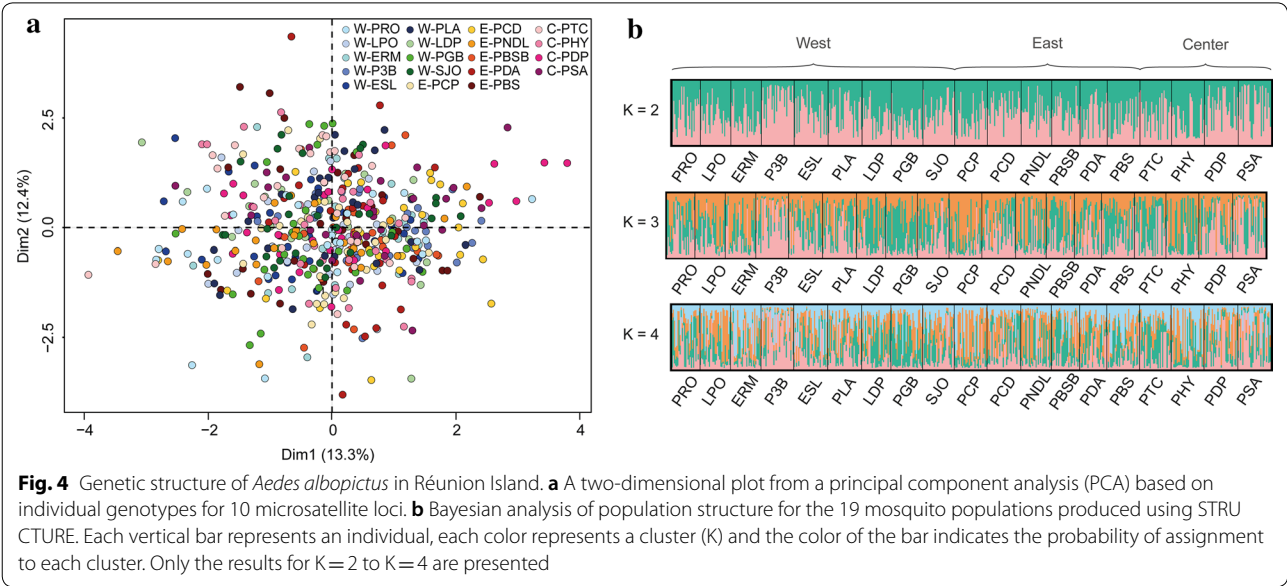 a
W-PRO W-PLA E-PCD C-PTC
W-LPO W-LDP E-PNDL C-PHY
W-ERM W-PGB E-PBSB C-PDP
W-P3B W-SJO E-PDA C-PSA
W-ESL E-PCP E-PBS
Dim2 (12.4%)
2.5
0.0
−2.5
−4 −2 0 2 4
Dim1 (13.3%)
b
West East Center
K = 2
PRO LPO ERM P3B ESL PLA LDP PGB SJO PCP PCD PNDL PBSB PDA PBS PTC PHY PDP PSA
K = 3
PRO LPO ERM P3B ESL PLA LDP PGB SJO PCP PCD PNDL PBSB PDA PBS PTC PHY PDP PSA
K = 4
PRO LPO ERM P3B ESL PLA LDP PGB SJO PCP PCD PNDL PBSB PDA PBS PTC PHY PDP PSA
Fig. 4 Genetic structure of Aedes albopictus in Réunion Island. a A two-dimensional plot from a principal component analysis (PCA) based on
individual genotypes for 10 microsatellite loci. b Bayesian analysis of population structure for the 19 mosquito populations produced using STRU
CTURE. Each vertical bar represents an individual, each color represents a cluster (K) and the color of the bar indicates the probability of assignment
to each cluster. Only the results for K = 2 to K = 4 are presented